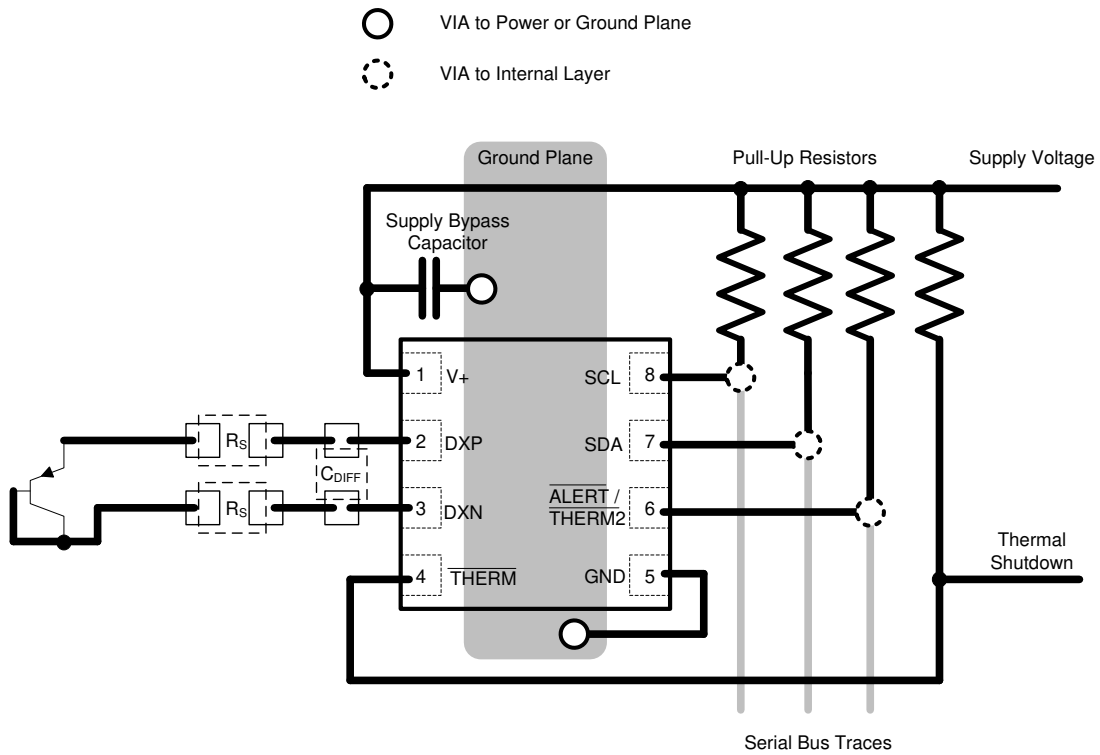 VIA to Power or Ground Plane
VIA to Internal Layer
Ground Plane
Pull-Up Resistors
Supply Voltage
Supply Bypass
Capacitor
1
V+
SCL
8
RS
2
DXP
SDA
7
CDIFF
RS
3
DXN
ALERT /
THERM2
6
4
THERM
GND
5
Thermal
Shutdown
Serial Bus Traces